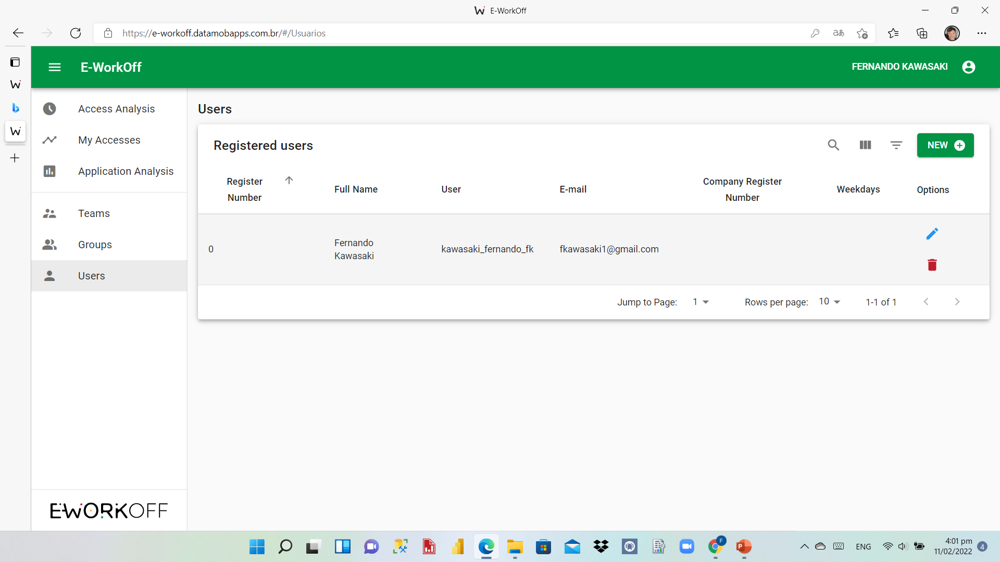 E-WorkOff
https://e-workoff.datamobapps.com.br/#/Usuarios
aあ
E-WorkOff
FERNANDO KAWASAKI
Access Analysis
My Accesses
Application Analysis
Teams
Groups
Users
Users
Registered users
NEW
Register
Number
Full Name
User
E-mail
Company Register
Number
Weekdays
Options
0
Fernando
Kawasaki
kawasaki_fernando_fk
fkawasaki1@gmail.com
Jump to Page: 1
Rows per page: 10
1-1 of 1
E-WORKOFF
F
P
ENG
4:01 pm
11/02/2022
4